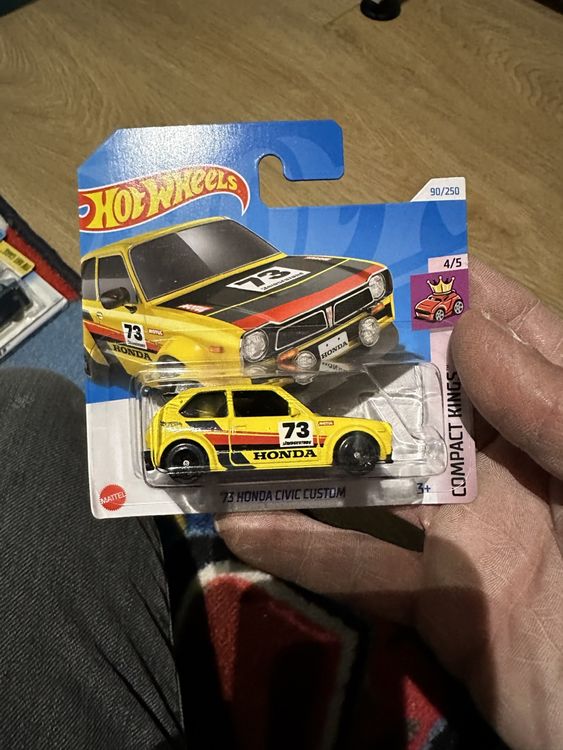 HOT WHEELS
90/250
4/5
73
73
HONDA
HONDA
73
HONDA
MATTEL
'73 HONDA CIVIC CUSTOM
3+
COMPACT KINGS